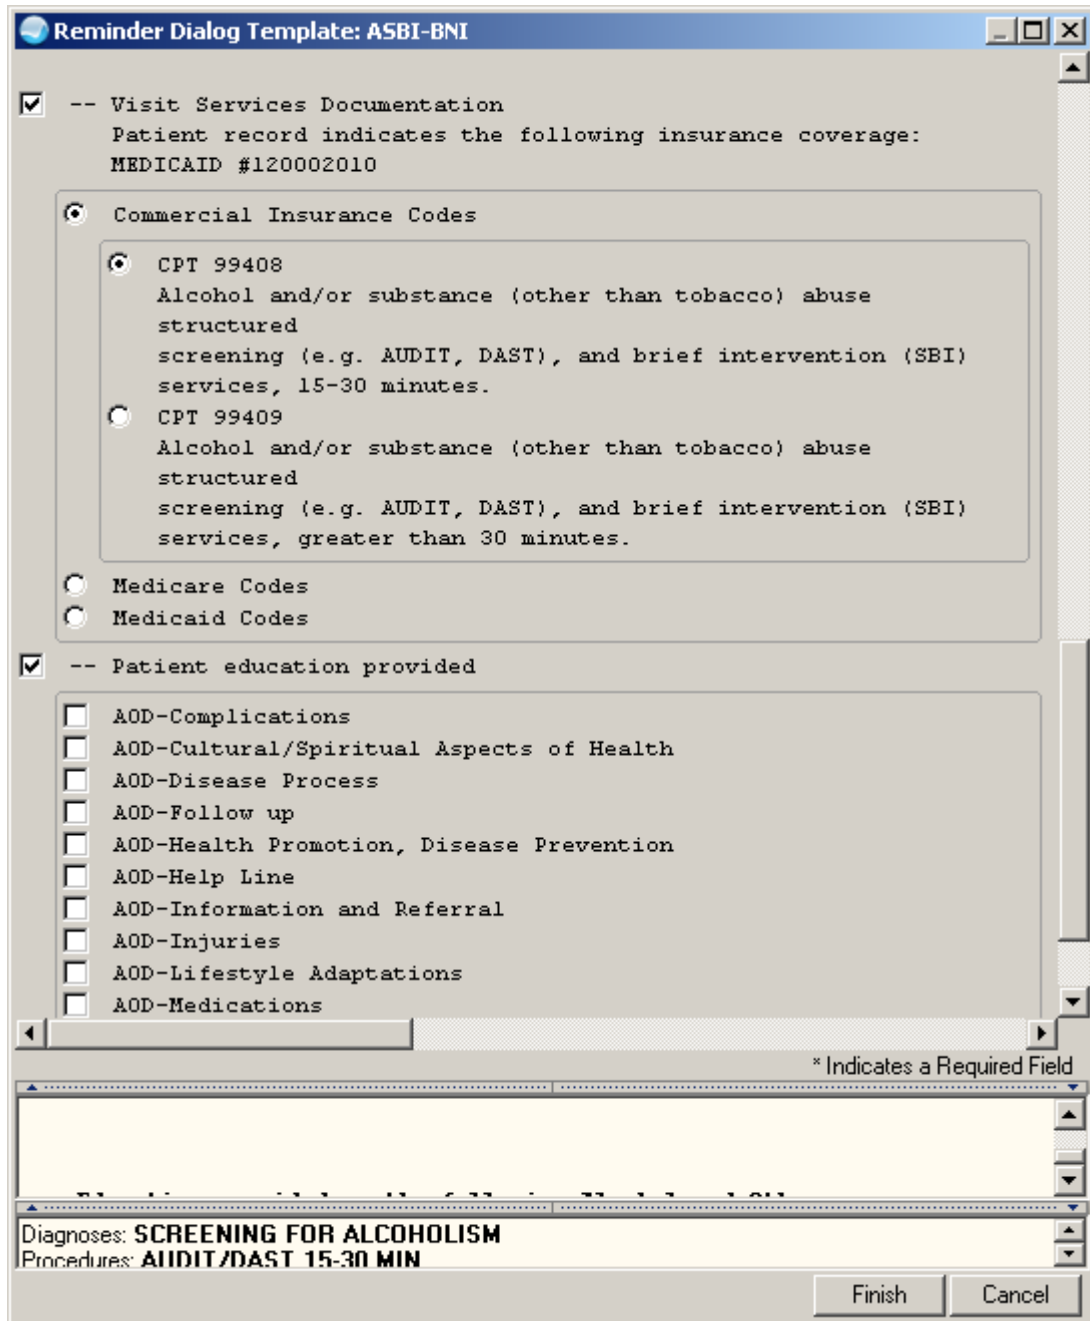 Reminder Dialog Template: ASBI-BNI
-- Visit Services Documentation
Patient record indicates the following insurance coverage:
MEDICAID #120002010
Commercial Insurance Codes
CPT 99408
Alcohol and/or substance (other than tobacco) abuse
structured
screening (e.g. AUDIT, DAST), and brief intervention (SBI)
services, 15-30 minutes.
CPT 99409
Alcohol and/or substance (other than tobacco) abuse
structured
screening (e.g. AUDIT, DAST), and brief intervention (SBI)
services, greater than 30 minutes.
Medicare Codes
Medicaid Codes
-- Patient education provided
AOD-Complications
AOD-Cultural/Spiritual Aspects of Health
AOD-Disease Process
AOD-Follow up
AOD-Health Promotion, Disease Prevention
AOD-Help Line
AOD-Information and Referral
AOD-Injuries
AOD-Lifestyle Adaptations
AOD-Medications
* Indicates a Required Field
Diagnoses: SCREENING FOR ALCOHOLISM
Procedures: AUDIT/DAST 15-30 MIN
Finish Cancel